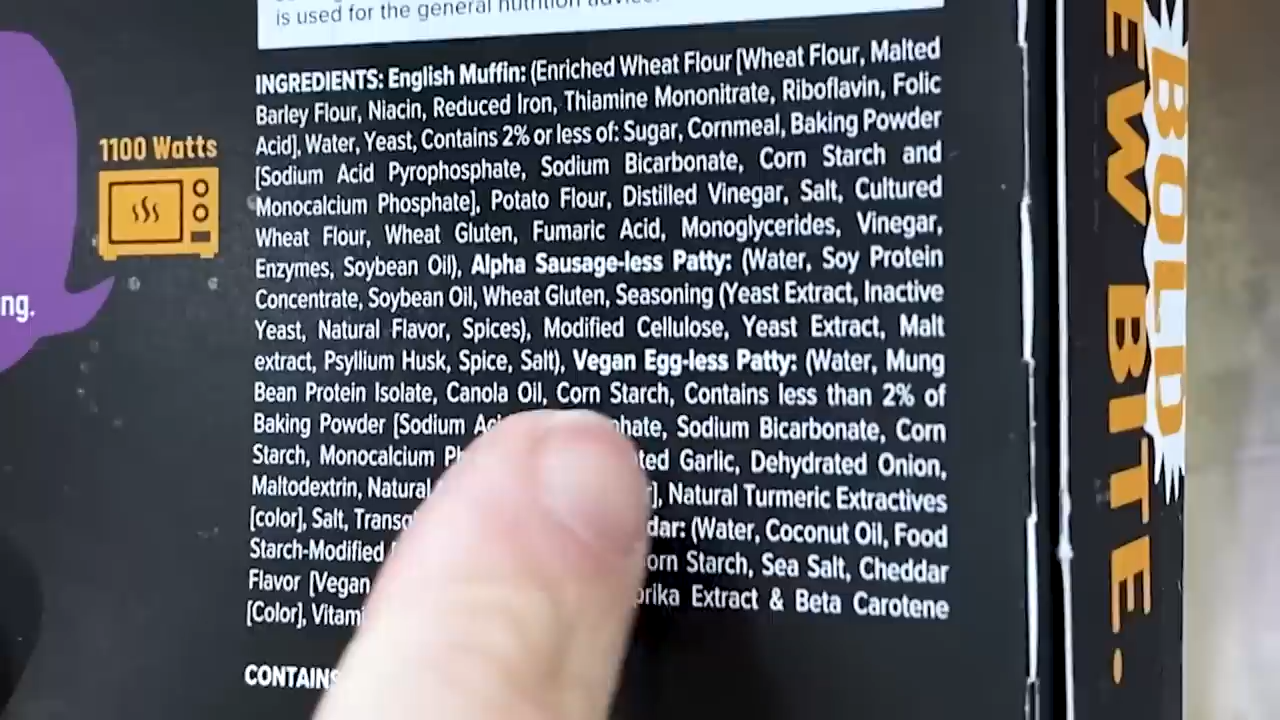 is used for the general nutrition advice.
INGREDIENTS: English Muffin: (Enriched Wheat Flour [Wheat Flour, Malted
Barley Flour, Niacin, Reduced Iron, Thiamine Mononitrate, Riboflavin, Folic
Acid], Water, Yeast, Contains 2% or less of: Sugar, Cornmeal, Baking Powder
[Sodium Acid Pyrophosphate, Sodium Bicarbonate, Corn Starch and
Monocalcium Phosphate], Potato Flour, Distilled Vinegar, Salt, Cultured
Wheat Flour, Wheat Gluten, Fumaric Acid, Monoglycerides, Vinegar,
Enzymes, Soybean Oil), Alpha Sausage-less Patty: (Water, Soy Protein
Concentrate, Soybean Oil, Wheat Gluten, Seasoning (Yeast Extract, Inactive
Yeast, Natural Flavor, Spices), Modified Cellulose, Yeast Extract, Malt
extract, Psyllium Husk, Spice, Salt), Vegan Egg-less Patty: (Water, Mung
Bean Protein Isolate, Canola Oil, Corn Starch, Contains less than 2% of
Baking Powder [Sodium Sodium Bicarbonate, Corn
Starch, Monocalcium Garlic, Dehydrated Onion,
Maltodextrin, Natural Natural Turmeric Extractives
[color], Salt, (Water, Coconut Oil, Food
Starch-Modified Starch, Sea Salt, Cheddar
Flavor [Vegan Extract & Beta Carotene
[Color],
CONTAINS
1100 Watts
ng.
BOLD
EW BITE.